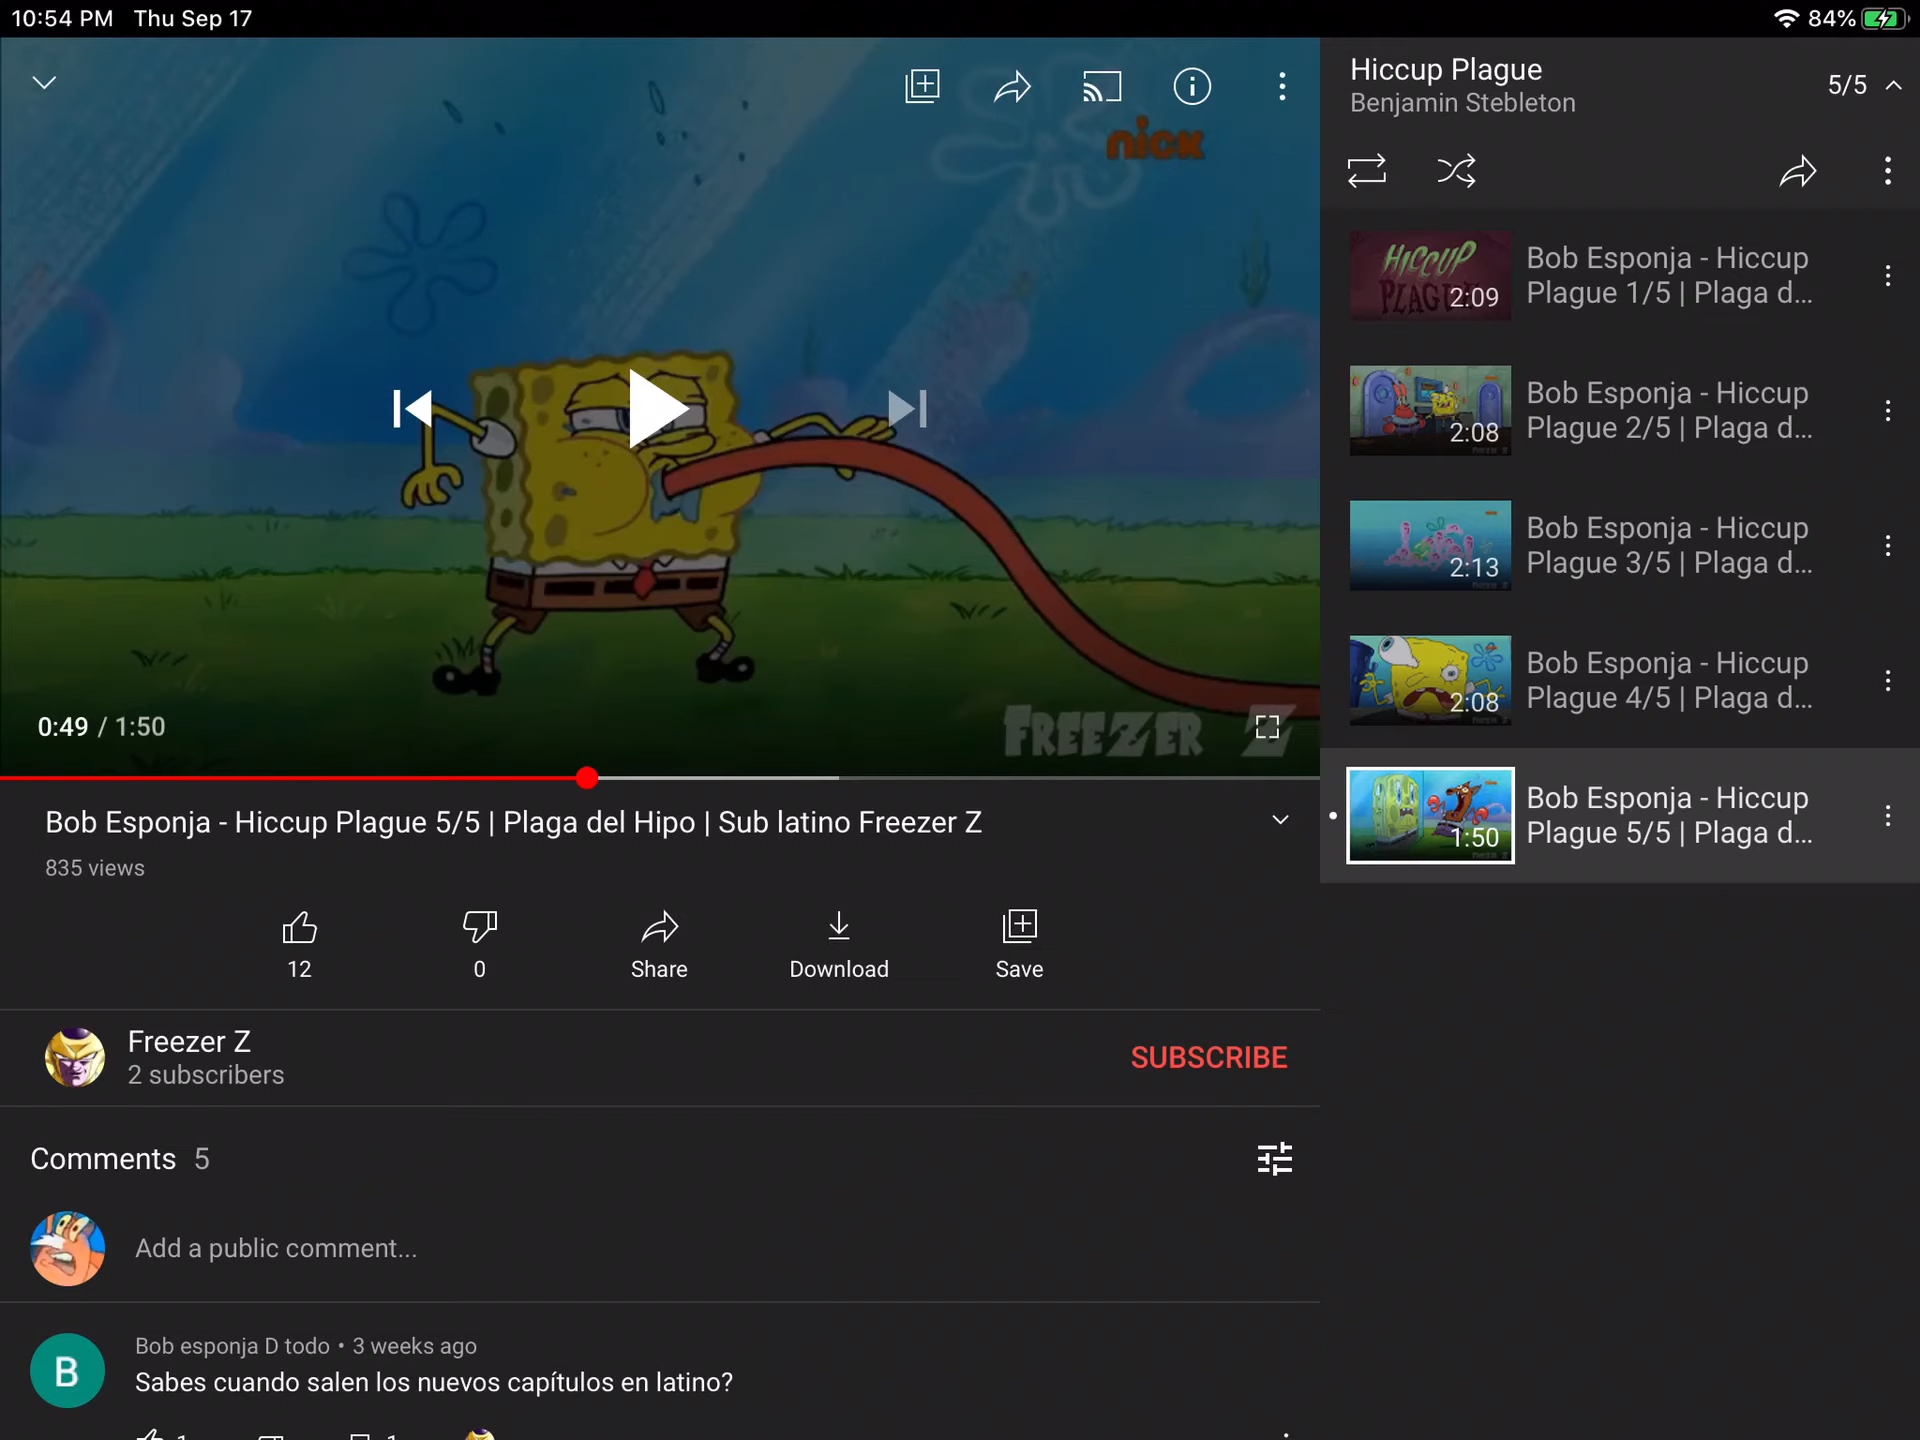 10:54 PM Thu Sep 17
84%
nick
0:49 / 1:50
FREEZER Z
Bob Esponja - Hiccup Plague 5/5 | Plaga del Hipo | Sub latino Freezer Z
835 views
12
0
Share
Download
Save
Freezer Z
2 subscribers
SUBSCRIBE
Comments 5
Add a public comment...
B
Bob esponja D todo • 3 weeks ago
Sabes cuando salen los nuevos capítulos en latino?
1
1
Hiccup Plague
Benjamin Stebleton
5/5
HICCUP
PLAGUE
2:09
Bob Esponja - Hiccup
Plague 1/5 | Plaga d...
2:08
Bob Esponja - Hiccup
Plague 2/5 | Plaga d...
2:13
Bob Esponja - Hiccup
Plague 3/5 | Plaga d...
2:08
Bob Esponja - Hiccup
Plague 4/5 | Plaga d...
1:50
Bob Esponja - Hiccup
Plague 5/5 | Plaga d...